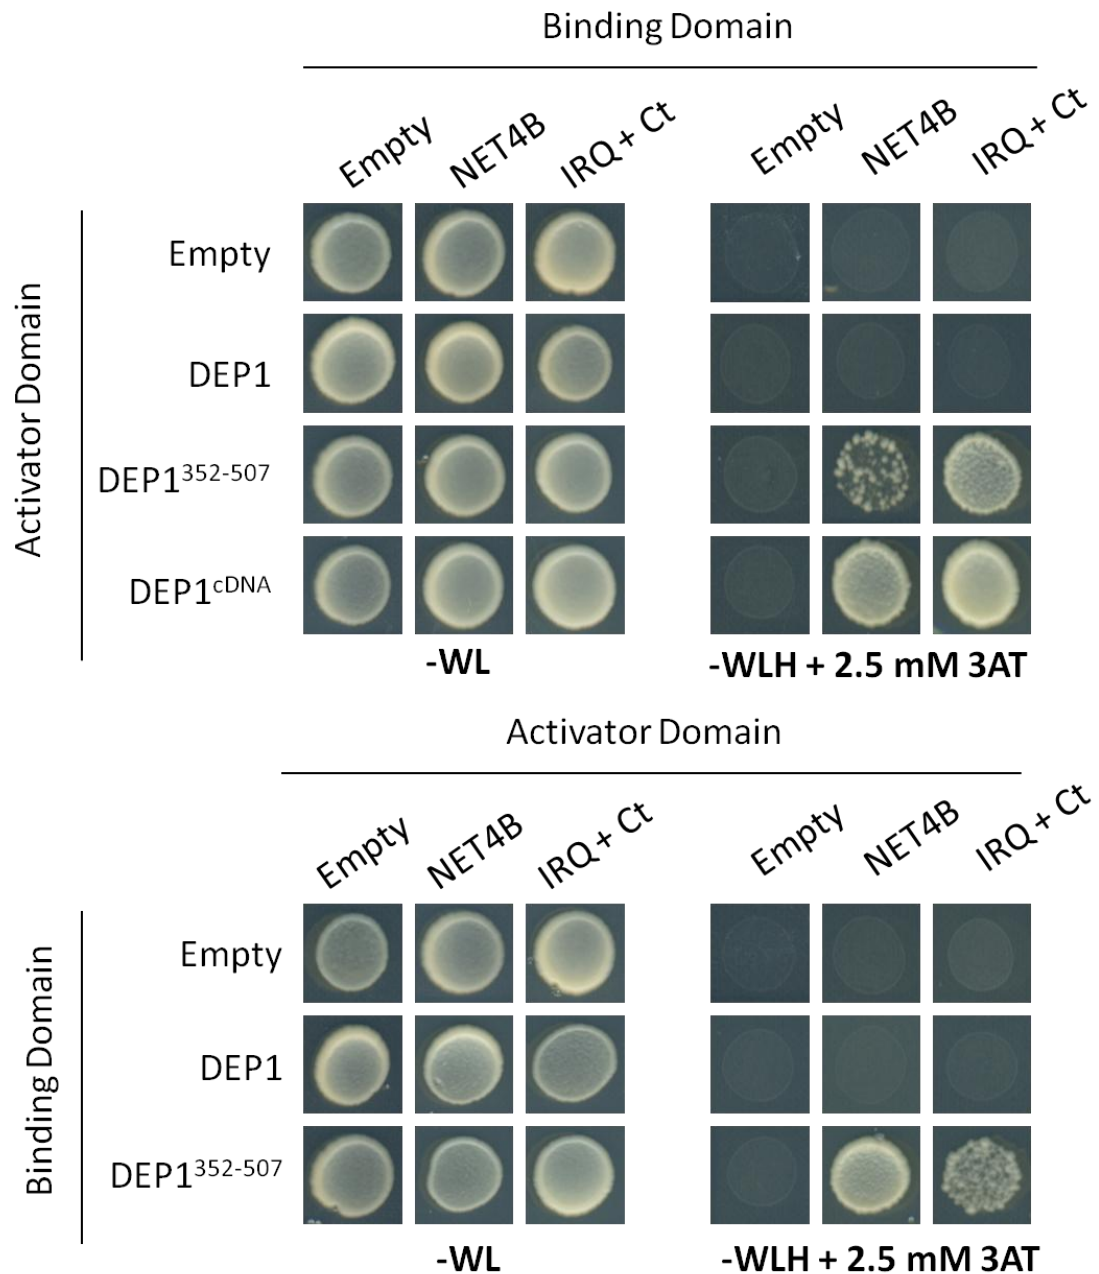 Binding Domain
Empty NET4B IRQ + Ct Empty NET4B IRQ + Ct
Activator Domain
Empty
DEP1
DEP1352-507
DEP1cDNA
-WL -WLH + 2.5 mM 3AT
Activator Domain
Empty NET4B IRQ + Ct Empty NET4B IRQ + Ct
Binding Domain
Empty
DEP1
DEP1352-507
-WL -WLH + 2.5 mM 3AT